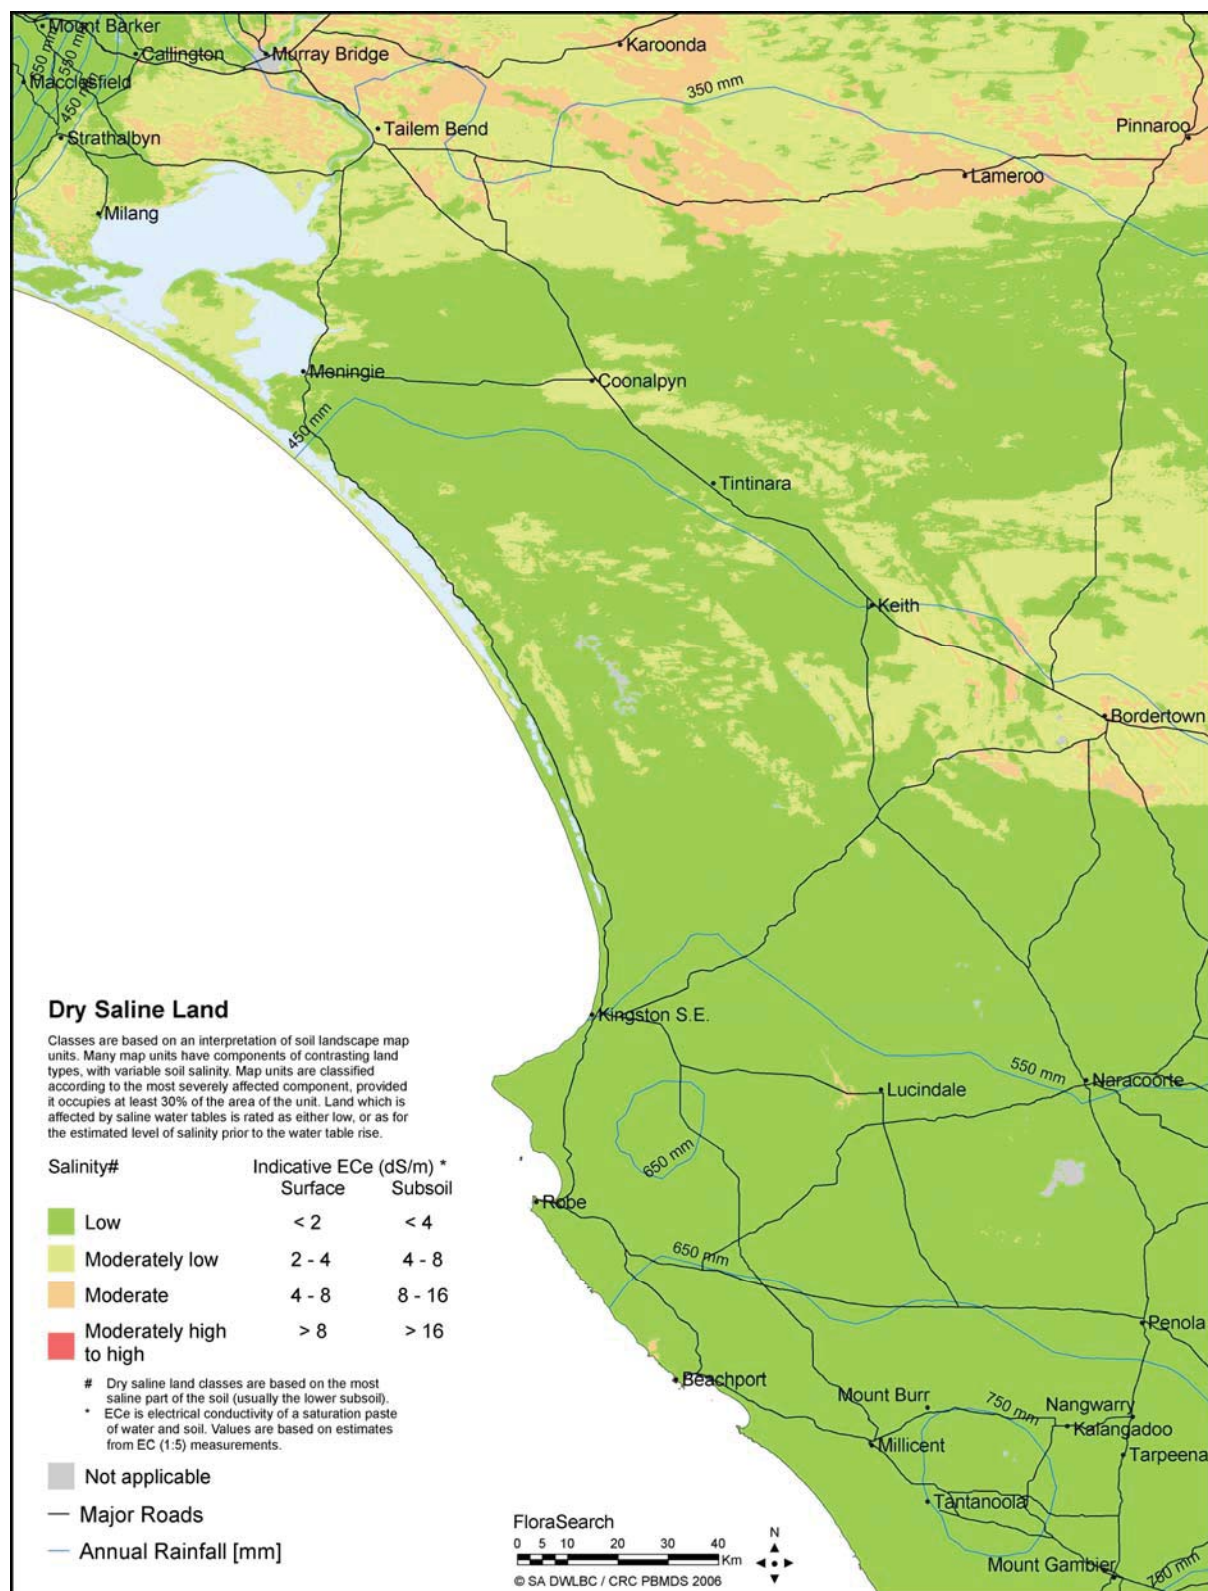 Mount Barker
Callington
Murray Bridge
Karoonda
650 mm
550 mm
Macclesfield
450 mm
350 mm
Strathalbyn
Tailem Bend
Pinnaroo
Lameroo
Milang
Meningie
Coonalpyn
450 mm
Tintinara
Keith
Bordertown
Kingston S.E.
550 mm
Naracoorte
Lucindale
650 mm
Robe
650 mm
Penola
Beachport
Mount Burr
750 mm
Nangwarry
Kalangadoo
Millicent
Tarpeena
Tantanoola
Mount Gambier
750 mm
Dry Saline Land
Classes are based on an interpretation of soil landscape map
units. Many map units have components of contrasting land
types, with variable soil salinity. Map units are classified
according to the most severely affected component, provided
it occupies at least 30% of the area of the unit. Land which is
affected by saline water tables is rated as either low, or as for
the estimated level of salinity prior to the water table rise.
Salinity# Indicative ECe (dS/m) *
Surface Subsoil
Low < 2 < 4
Moderately low 2 - 4 4 - 8
Moderate 4 - 8 8 - 16
Moderately high > 8 > 16
to high
# Dry saline land classes are based on the most
saline part of the soil (usually the lower subsoil).
* ECe is electrical conductivity of a saturation paste
of water and soil. Values are based on estimates
from EC (1:5) measurements.
Not applicable
Major Roads
Annual Rainfall [mm]
FloraSearch
0 5 10 20 30 40
Km
N
© SA DWLBC / CRC PBMDS 2006